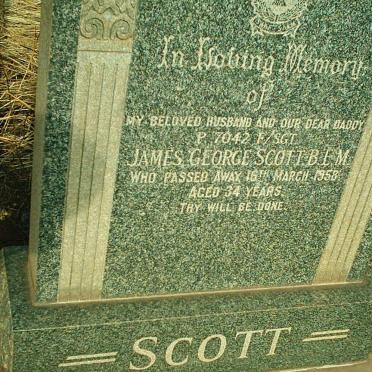 In Loving Memory
of
MY BELOVED HUSBAND AND OUR DEAR DADDY
P. 7042 F/SGT.
JAMES GEORGE SCOTT.B.E.M.
WHO PASSED AWAY 16TH MARCH 1958
AGED 34 YEARS.
THY WILL BE DONE.
SCOTT